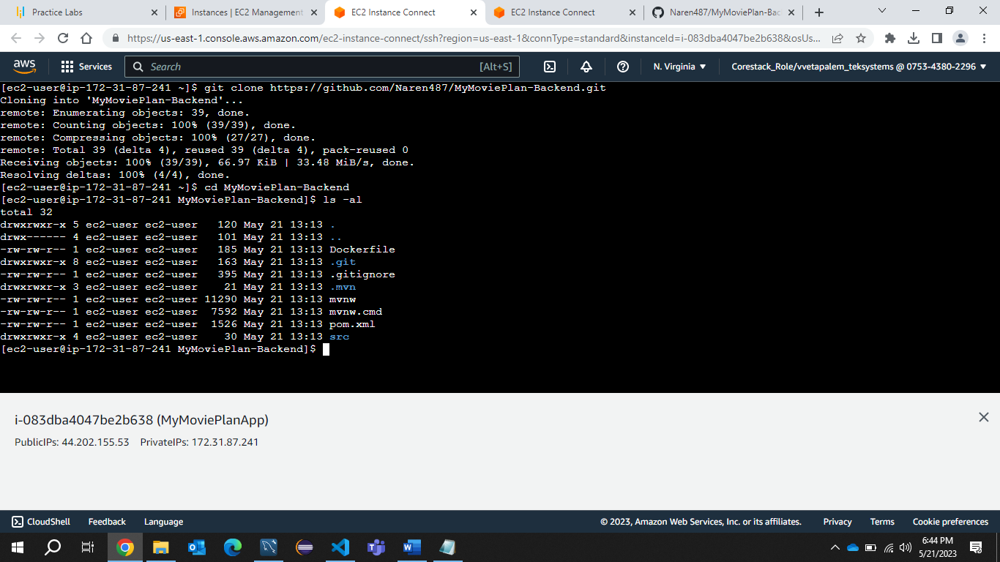 Practice Labs
Instances | EC2 Management
EC2 Instance Connect
EC2 Instance Connect
Naren487/MyMoviePlan-Bac
https://us-east-1.console.aws.amazon.com/ec2-instance-connect/ssh?region=us-east-1&connType=standard&instanceId=i-083dba4047be2b638&osUs...
aws
Services
Search
[Alt+S]
N. Virginia
Corestack_Role/vvetapalem_teksystems @ 0753-4380-2296
[ec2-user@ip-172-31-87-241 ~]$ git clone https://github.com/Naren487/MyMoviePlan-Backend.git
Cloning into 'MyMoviePlan-Backend'...
remote: Enumerating objects: 39, done.
remote: Counting objects: 100% (39/39), done.
remote: Compressing objects: 100% (27/27), done.
remote: Total 39 (delta 4), reused 39 (delta 4), pack-reused 0
Receiving objects: 100% (39/39), 66.97 KiB | 33.48 MiB/s, done.
Resolving deltas: 100% (4/4), done.
[ec2-user@ip-172-31-87-241 ~]$ cd MyMoviePlan-Backend
[ec2-user@ip-172-31-87-241 MyMoviePlan-Backend]$ ls -al
total 32
drwxrwxr-x 5 ec2-user ec2-user   120 May 21 13:13 .
drwx------ 4 ec2-user ec2-user   101 May 21 13:13 ..
-rw-rw-r-- 1 ec2-user ec2-user   185 May 21 13:13 Dockerfile
drwxrwxr-x 8 ec2-user ec2-user   163 May 21 13:13 .git
-rw-rw-r-- 1 ec2-user ec2-user   395 May 21 13:13 .gitignore
drwxrwxr-x 3 ec2-user ec2-user    21 May 21 13:13 .mvn
-rw-rw-r-- 1 ec2-user ec2-user 11290 May 21 13:13 mvnw
-rw-rw-r-- 1 ec2-user ec2-user  7592 May 21 13:13 mvnw.cmd
-rw-rw-r-- 1 ec2-user ec2-user  1526 May 21 13:13 pom.xml
drwxrwxr-x 4 ec2-user ec2-user    30 May 21 13:13 src
[ec2-user@ip-172-31-87-241 MyMoviePlan-Backend]$
i-083dba4047be2b638 (MyMoviePlanApp)
PublicIPs: 44.202.155.53 PrivateIPs: 172.31.87.241
CloudShell
Feedback
Language
© 2023, Amazon Web Services, Inc. or its affiliates.
Privacy
Terms
Cookie preferences
6:44 PM
5/21/2023